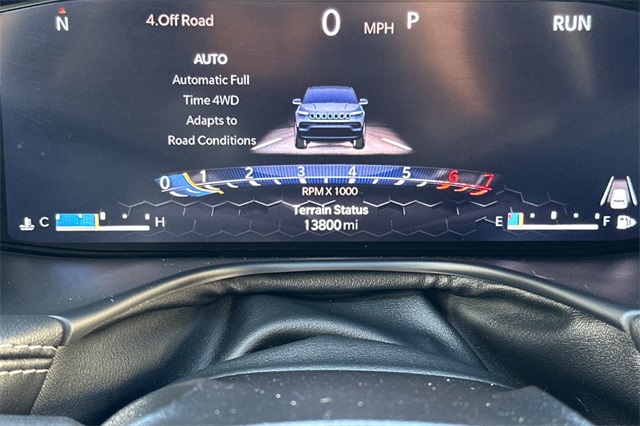 N 4.Off Road 0 MPH P RUN
AUTO
Automatic Full
Time 4WD
Adapts to
Road Conditions
0 1 2 3 4 5 6 7
RPM X 1000
Terrain Status
C H 13800 mi E F